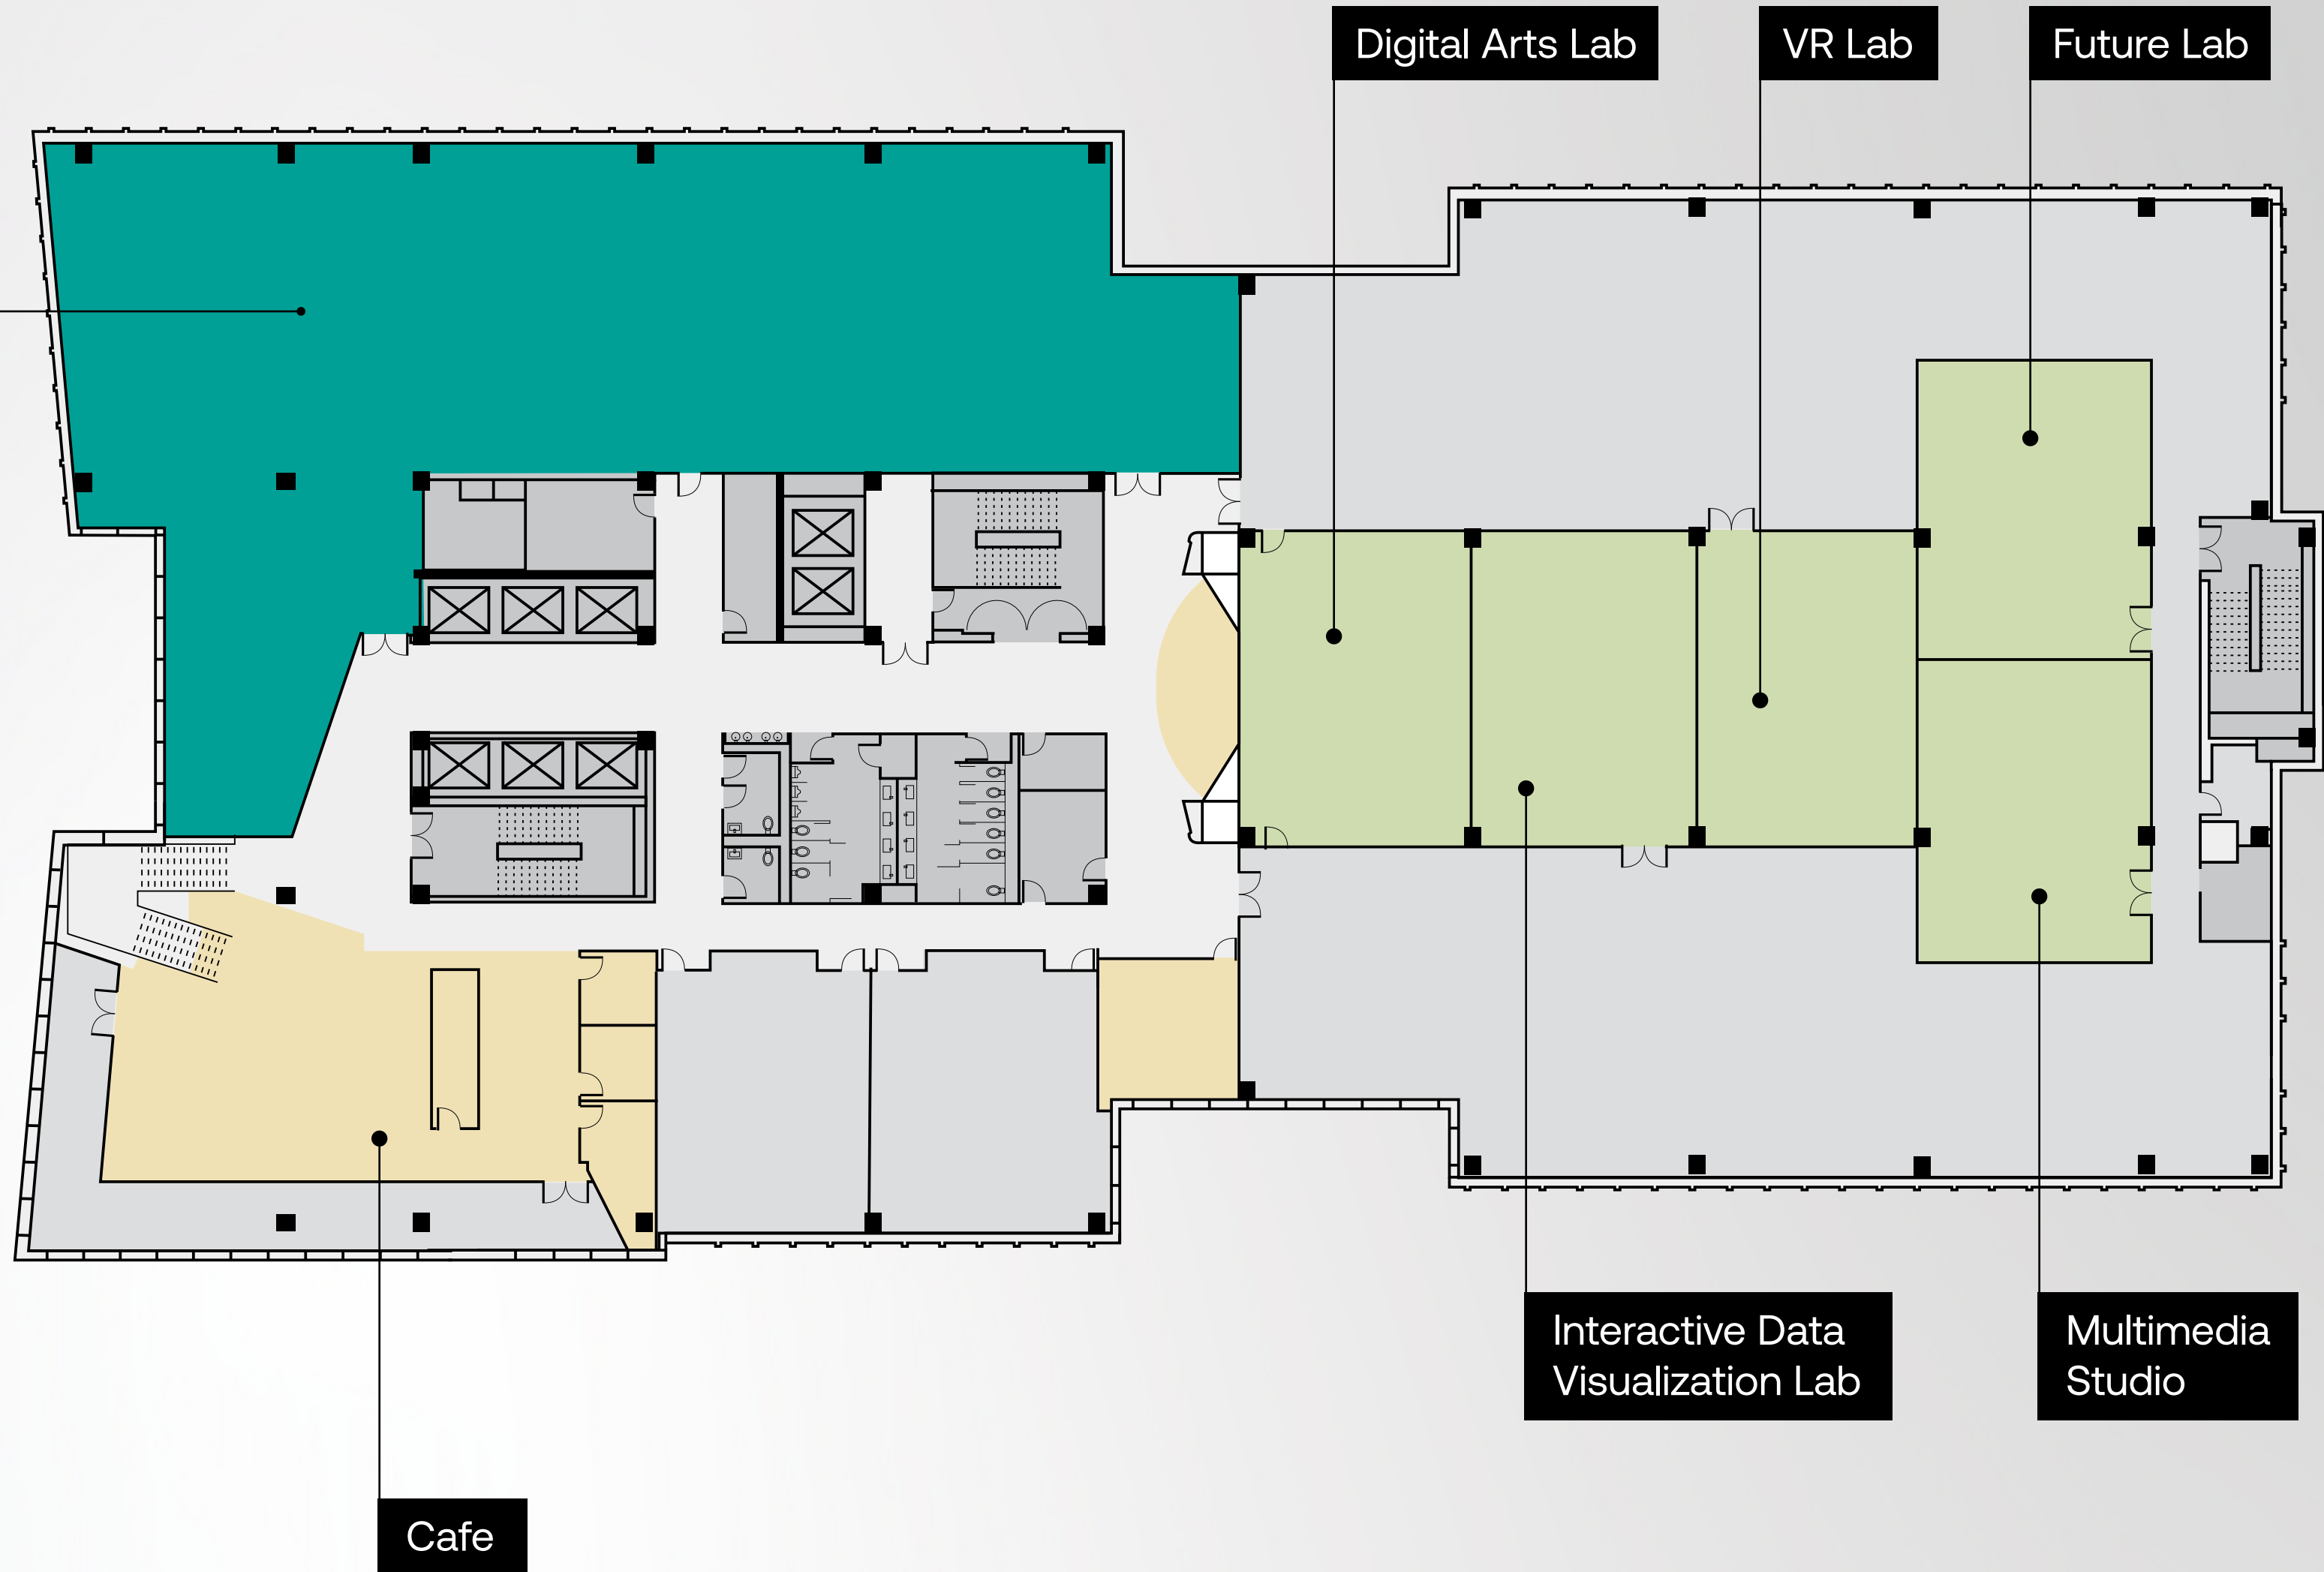 Digital Arts Lab
VR Lab
Future Lab
Interactive Data
Visualization Lab
Multimedia
Studio
Cafe